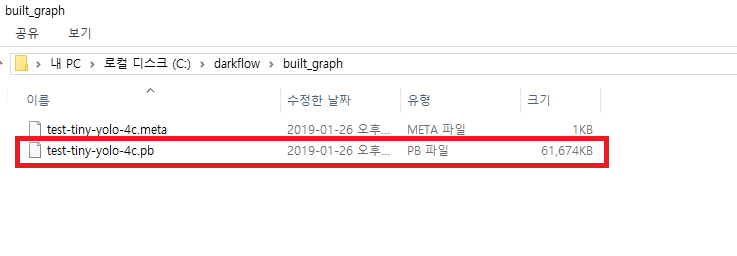 built_graph
공유 보기
내 PC > 로컬 디스크 (C:) > darkflow > built_graph
이름 수정한 날짜 유형 크기
test-tiny-yolo-4c.meta 2019-01-26 오후... META 파일 1KB
test-tiny-yolo-4c.pb 2019-01-26 오후... PB 파일 61,674KB